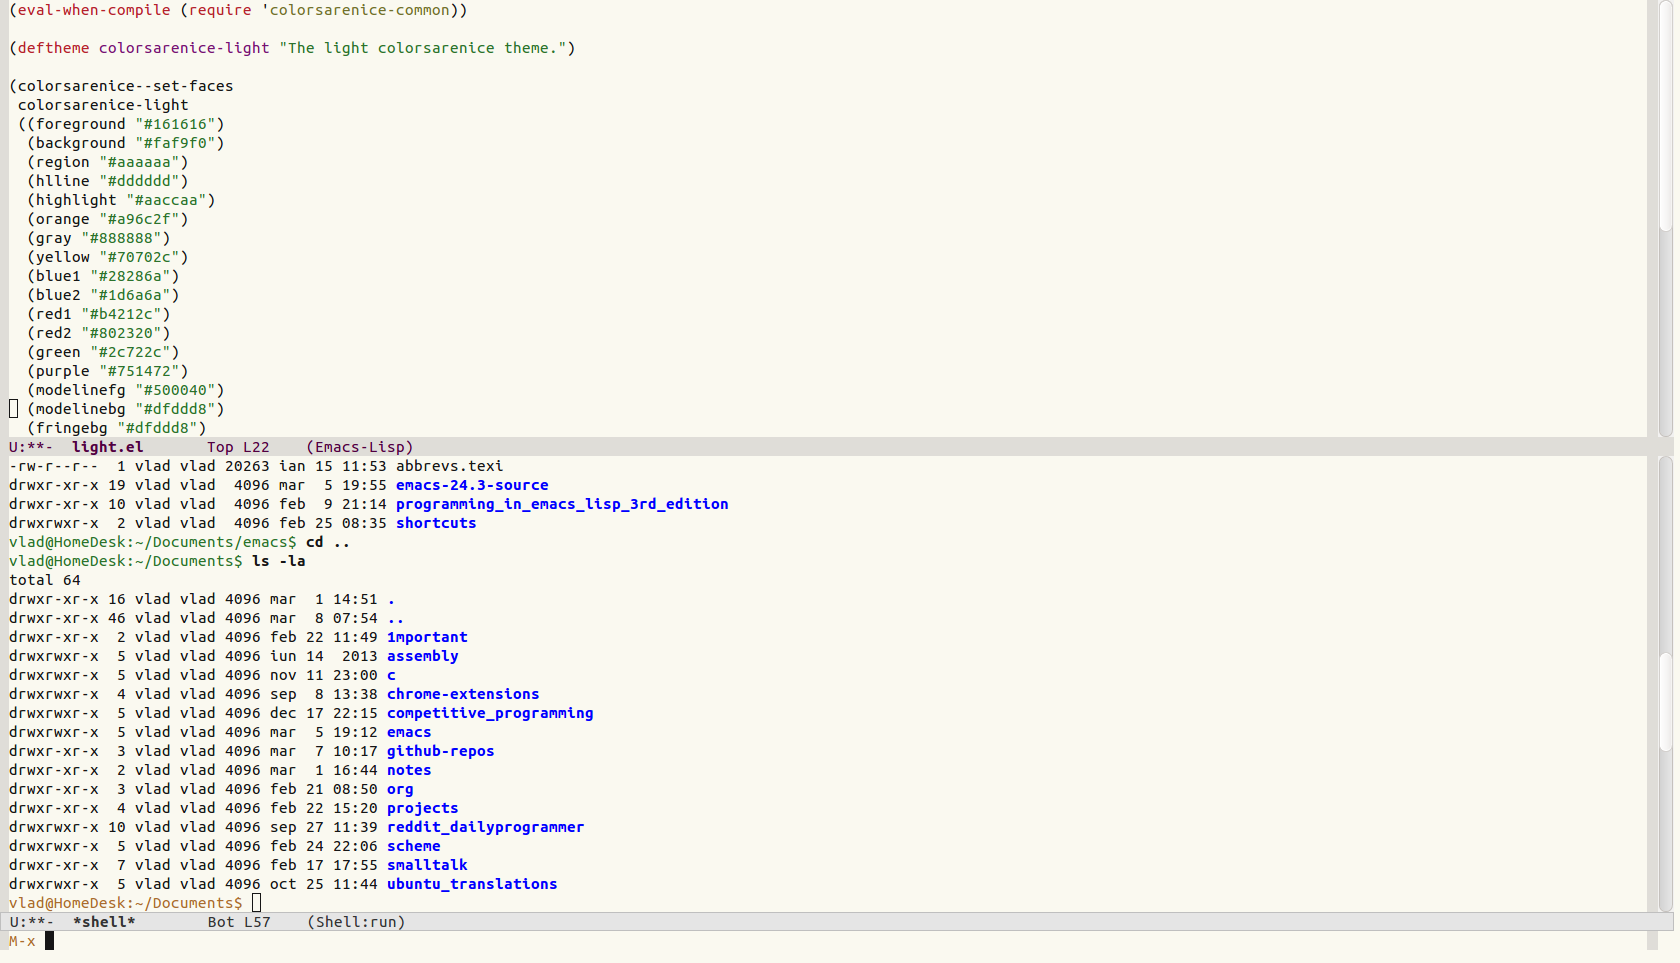 (eval-when-compile (require 'colorsarenice-common))
(deftheme colorsarenice-light "The light colorsarenice theme.")
(colorsarenice--set-faces
 colorsarenice-light
 ((foreground "#161616")
  (background "#faf9f0")
  (region "#aaaaaa")
  (hlline "#dddddd")
  (highlight "#aaccaa")
  (orange "#a96c2f")
  (gray "#888888")
  (yellow "#70702c")
  (blue1 "#28286a")
  (blue2 "#1d6a6a")
  (red1 "#b4212c")
  (red2 "#802320")
  (green "#2c722c")
  (purple "#751472")
  (modelinefg "#500040")
  (modelinebg "#dfddd8")
  (fringebg "#dfddd8")
U:**-  light.el       Top L22    (Emacs-Lisp)
-rw-r--r--  1 vlad vlad 20263 ian 15 11:53 abbrevs.texi
drwxr-xr-x 19 vlad vlad  4096 mar  5 19:55 emacs-24.3-source
drwxr-xr-x 10 vlad vlad  4096 feb  9 21:14 programming_in_emacs_lisp_3rd_edition
drwxrwxr-x  2 vlad vlad  4096 feb 25 08:35 shortcuts
vlad@HomeDesk:~/Documents/emacs$ cd ..
vlad@HomeDesk:~/Documents$ ls -la
total 64
drwxr-xr-x 16 vlad vlad 4096 mar  1 14:51 .
drwxr-xr-x 46 vlad vlad 4096 mar  8 07:54 ..
drwxr-xr-x  2 vlad vlad 4096 feb 22 11:49 1mportant
drwxrwxr-x  5 vlad vlad 4096 iun 14  2013 assembly
drwxrwxr-x  5 vlad vlad 4096 nov 11 23:00 c
drwxrwxr-x  4 vlad vlad 4096 sep  8 13:38 chrome-extensions
drwxrwxr-x  5 vlad vlad 4096 dec 17 22:15 competitive_programming
drwxrwxr-x  5 vlad vlad 4096 mar  5 19:12 emacs
drwxr-xr-x  3 vlad vlad 4096 mar  7 10:17 github-repos
drwxr-xr-x  2 vlad vlad 4096 mar  1 16:44 notes
drwxr-xr-x  3 vlad vlad 4096 feb 21 08:50 org
drwxr-xr-x  4 vlad vlad 4096 feb 22 15:20 projects
drwxrwxr-x 10 vlad vlad 4096 sep 27 11:39 reddit_dailyprogrammer
drwxrwxr-x  5 vlad vlad 4096 feb 24 22:06 scheme
drwxr-xr-x  7 vlad vlad 4096 feb 17 17:55 smalltalk
drwxrwxr-x  5 vlad vlad 4096 oct 25 11:44 ubuntu_translations
vlad@HomeDesk:~/Documents$
U:**-  *shell*        Bot L57    (Shell:run)
M-x